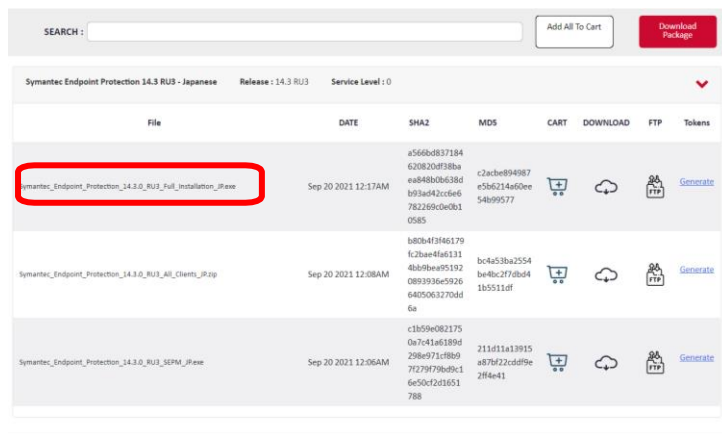 SEARCH :
Add All To Cart
Download
Package
Symantec Endpoint Protection 14.3 RU3 - Japanese Release : 14.3 RU3 Service Level : 0
File DATE SHA2 MD5 CART DOWNLOAD FTP Tokens
Symantec_Endpoint_Protection_14.3.0_RU3_Full_Installation_JP.exe
Sep 20 2021 12:17AM
a566bd837184
620820df38ba
ea848b0b638d
b93ad42cc6e6
782269c0e0b1
0585
c2acbe894987
e5b6214a60ee
54b99577
FTP
Generate
Symantec_Endpoint_Protection_14.3.0_RU3_All_Clients_JP.zip
Sep 20 2021 12:08AM
b80b4f3f46179
fc2bae4fa6131
4bb9bea95192
0893936e5926
6405063270dd
6a
bc4a53ba2554
be4bc2f7dbd4
1b5511df
FTP
Generate
Symantec_Endpoint_Protection_14.3.0_RU3_SEPM_JP.exe
Sep 20 2021 12:06AM
c1b59e082175
0a7c41a6189d
298e971cf8b9
7f279f79bd9c1
6e50cf2d1651
788
211d11a13915
a87bf22cddf9e
2ff4e41
FTP
Generate